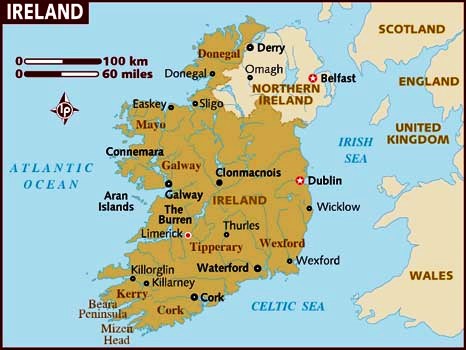 IRELAND
0 100 km
0 60 miles
LP
SCOTLAND
ENGLAND
UNITED
KINGDOM
WALES
NORTHERN
IRELAND
IRELAND
ATLANTIC
OCEAN
IRISH
SEA
CELTIC SEA
Donegal
Derry
Donegal
Omagh
Belfast
Easkey
Sligo
Mayo
Connemara
Galway
Clonmacnois
Dublin
Aran
Islands
Galway
The
Burren
Wicklow
Limerick
Thurles
Tipperary
Wexford
Killorglin
Waterford
Wexford
Killarney
Kerry
Beara
Peninsula
Cork
Cork
Mizen
Head